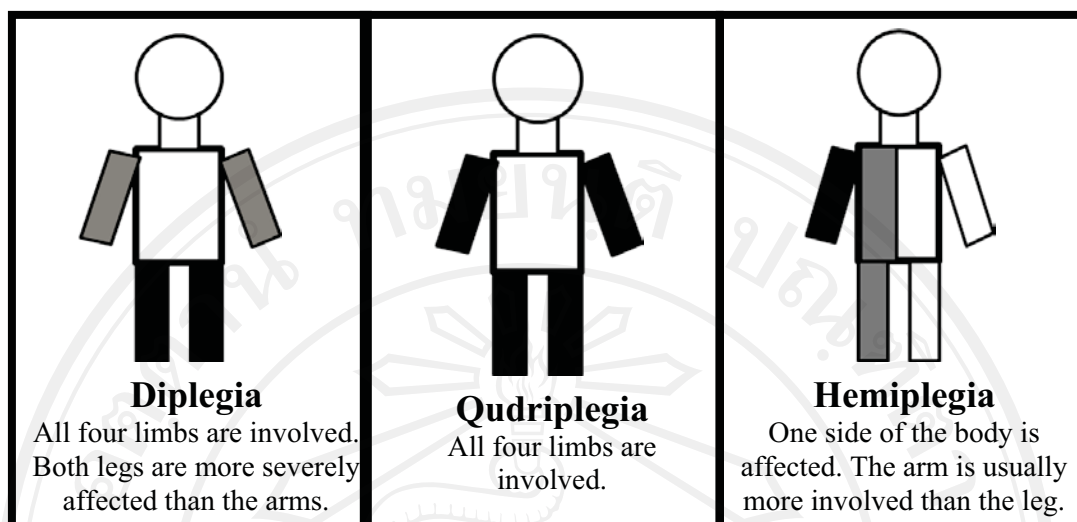 Diplegia
All four limbs are involved.
Both legs are more severely
affected than the arms.
Qudriplegia
All four limbs are
involved.
Hemiplegia
One side of the body is
affected. The arm is usually
more involved than the leg.